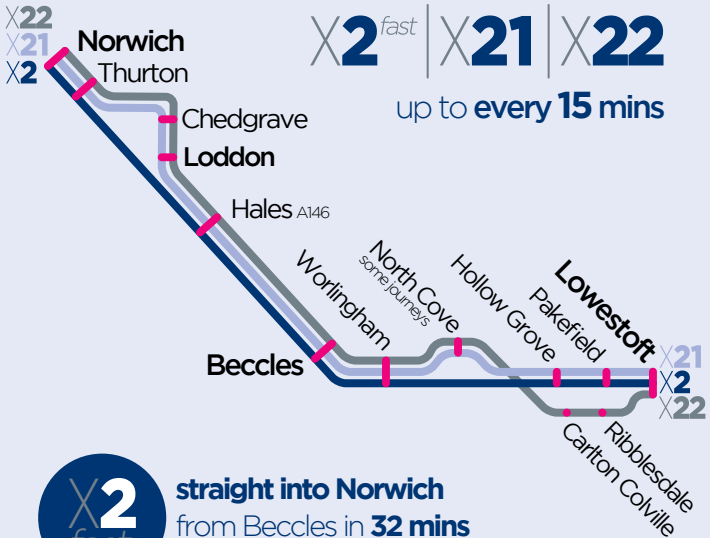 X22
X21
X2
Norwich
Thurton
Chedgrave
Loddon
Hales A146
Beccles
Worlingham
North Cove
some journeys
Hollow Grove
Pakefield
Lowestoft
X21
X2
X22
Carlton Colville
Ribblesdale
X2 fast | X21 | X22
up to every 15 mins
X2
fast
straight into Norwich
from Beccles in 32 mins